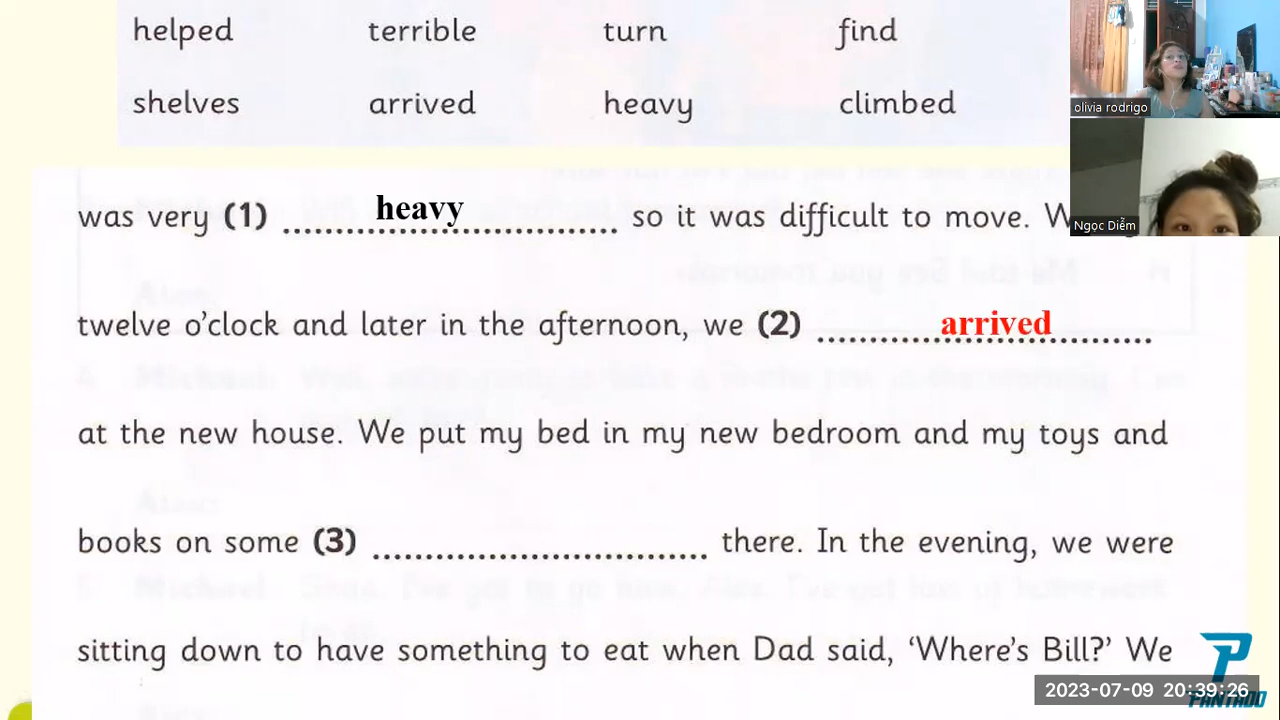 helped terrible turn find
shelves arrived heavy climbed
olivia rodrigo
Ngọc Diễm
was very (1) heavy so it was difficult to move.
twelve o'clock and later in the afternoon, we (2) arrived
at the new house. We put my bed in my new bedroom and my toys and
books on some (3) there. In the evening, we were
sitting down to have something to eat when Dad said, 'Where's Bill?' We
2023-07-09 20:39:26
PANTADO